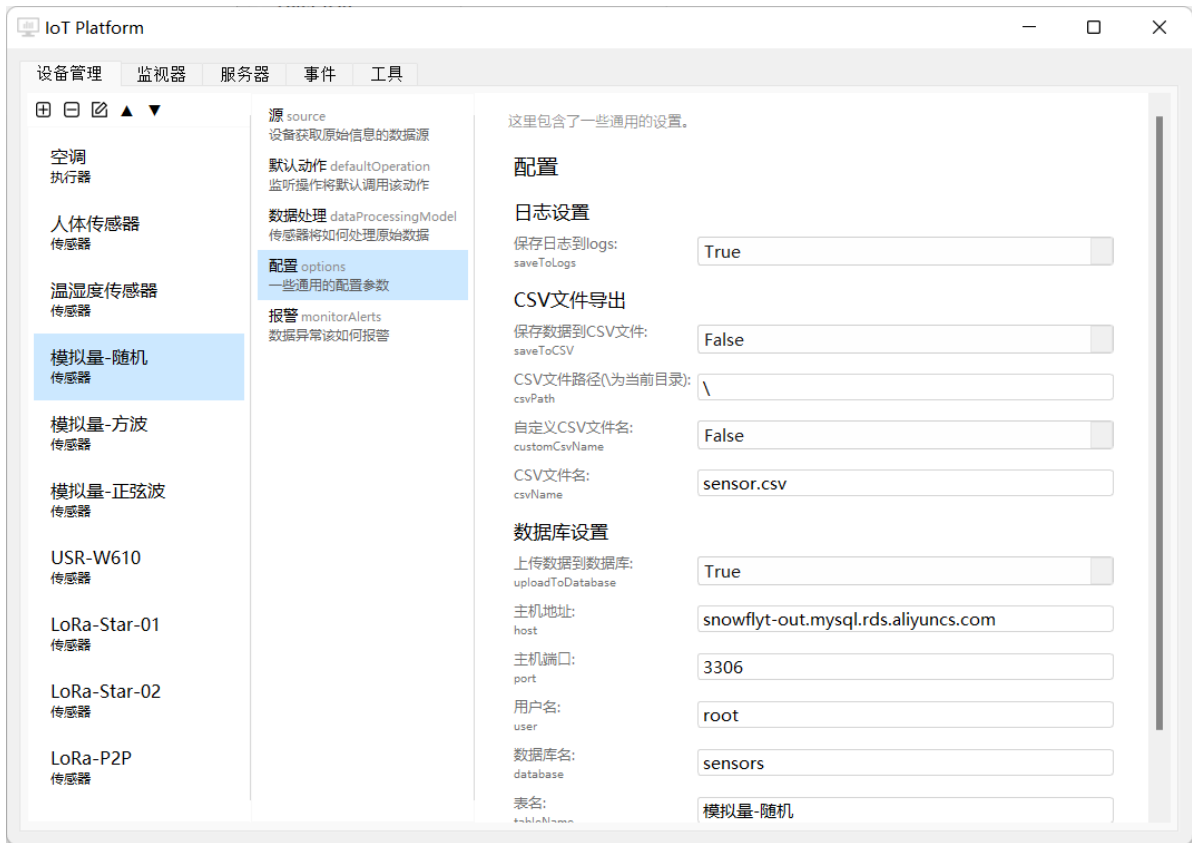 IoT Platform
设备管理
监视器
服务器
事件
工具
空调
执行器
人体传感器
传感器
温湿度传感器
传感器
模拟量-随机
传感器
模拟量-方波
传感器
模拟量-正弦波
传感器
USR-W610
传感器
LoRa-Star-01
传感器
LoRa-Star-02
传感器
LoRa-P2P
传感器
源 source
设备获取原始信息的数据源
默认动作 defaultOperation
监听操作将默认调用该动作
数据处理 dataProcessingModel
传感器将如何处理原始数据
配置 options
一些通用的配置参数
报警 monitorAlerts
数据异常该如何报警
这里包含了一些通用的设置。
配置
日志设置
保存日志到logs:
saveToLogs
True
CSV文件导出
保存数据到CSV文件:
saveToCSV
False
CSV文件路径(\为当前目录):
csvPath
\
自定义CSV文件名:
customCsvName
False
CSV文件名:
csvName
sensor.csv
数据库设置
上传数据到数据库:
uploadToDatabase
True
主机地址:
host
snowflyt-out.mysql.rds.aliyuncs.com
主机端口:
port
3306
用户名:
user
root
数据库名:
database
sensors
表名:
tableName
模拟量-随机